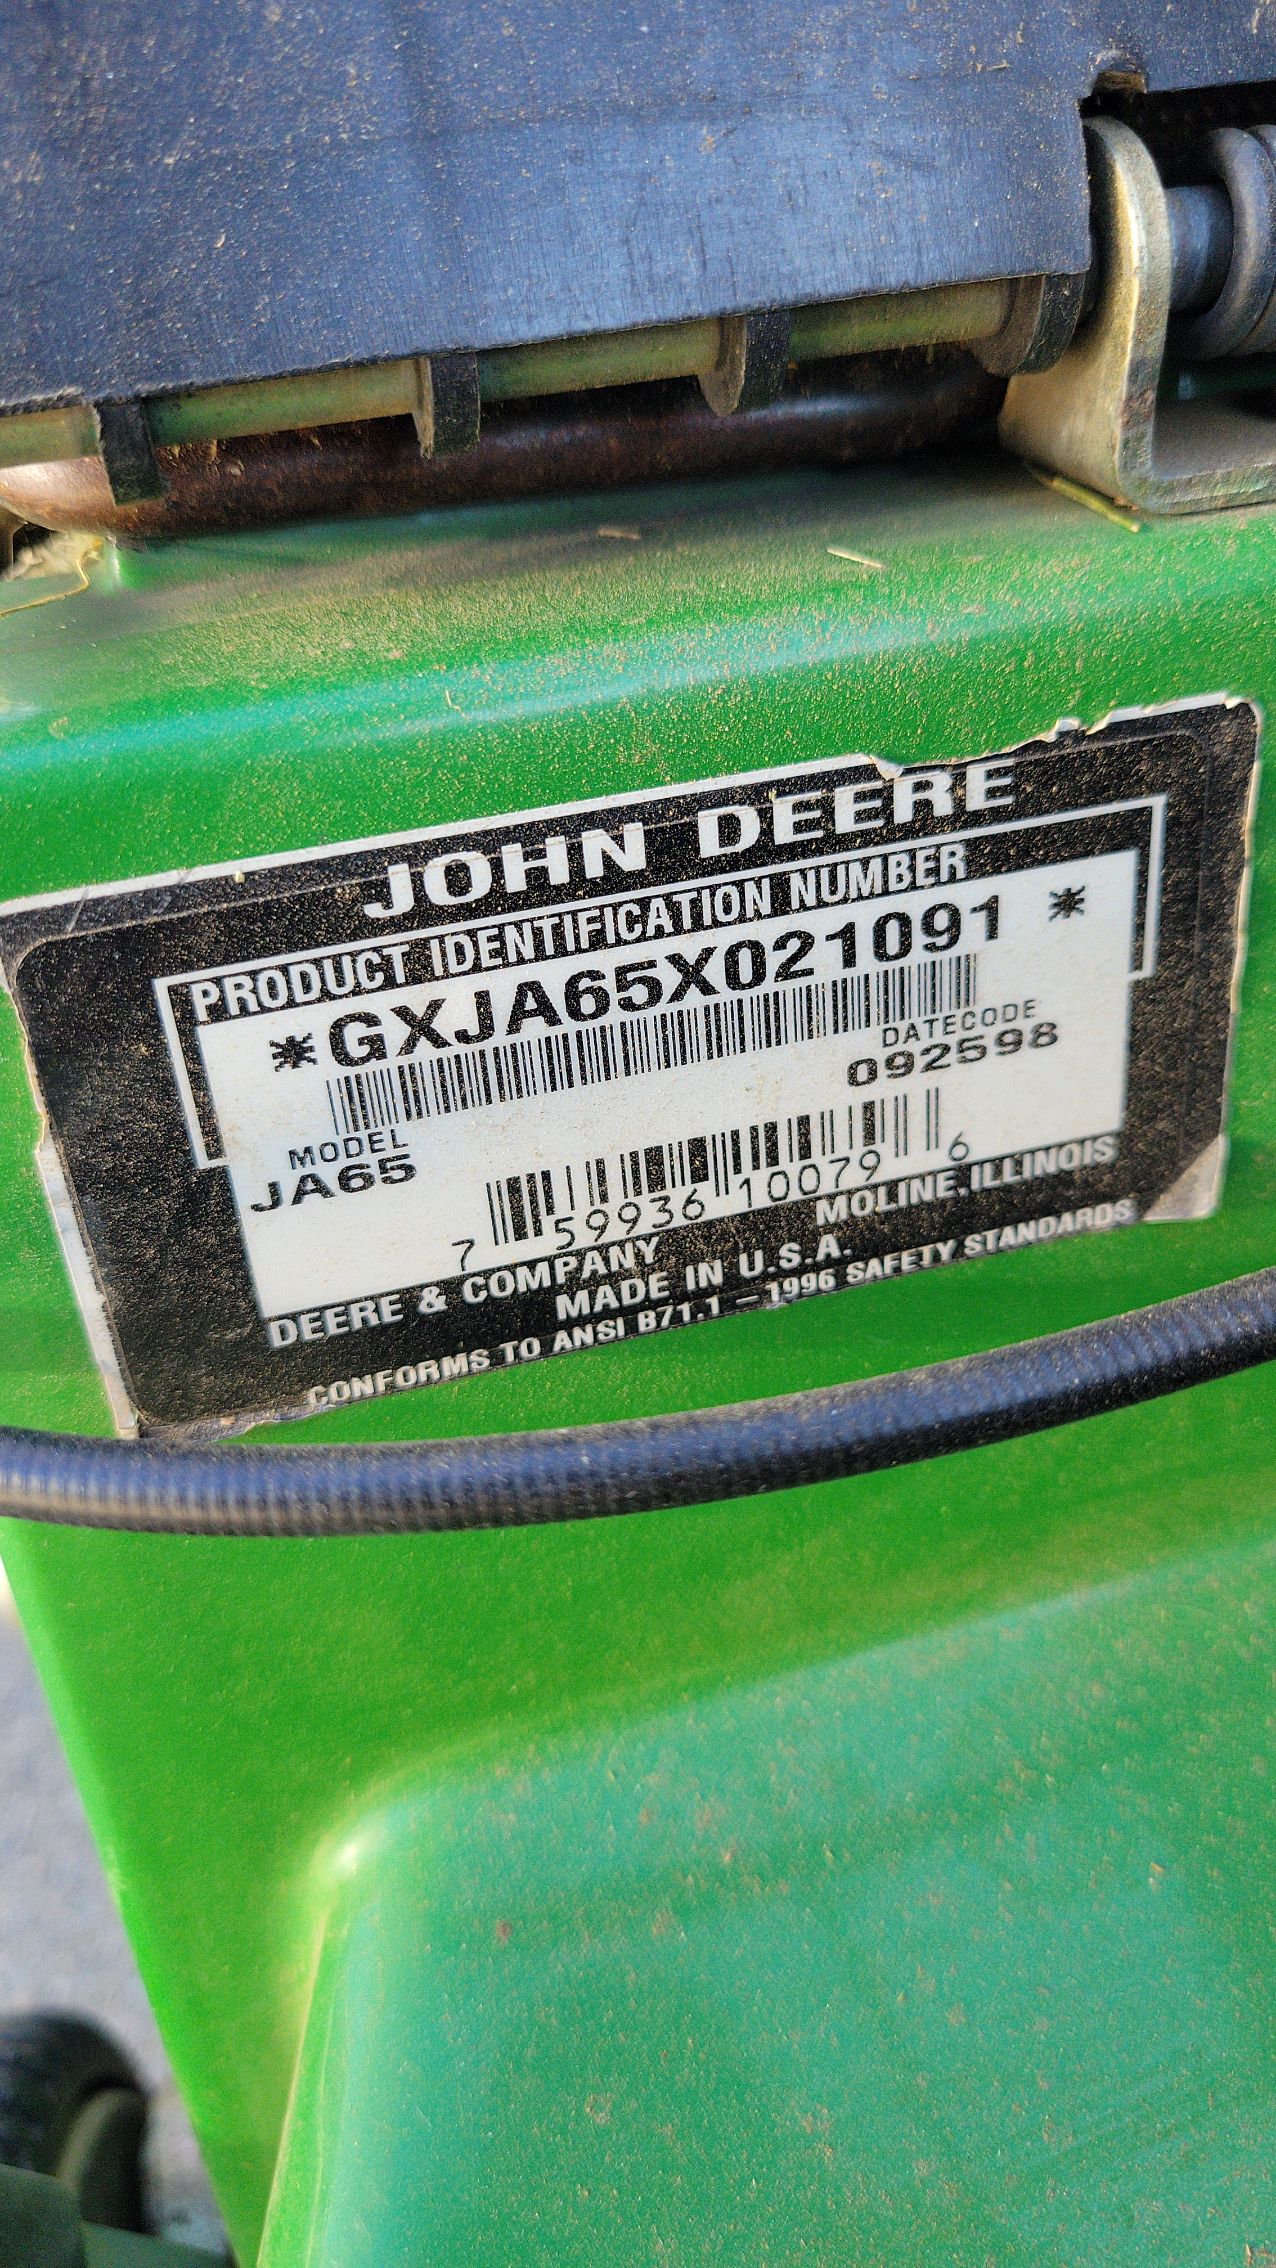 JOHN DEERE
PRODUCT IDENTIFICATION NUMBER
*GXJA65X021091 *
DATECODE
092598
MODEL
JA65
7 59936 10079 6
DEERE & COMPANY MOLINE, ILLINOIS
MADE IN U.S.A.
CONFORMS TO ANSI B71.1 – 1996 SAFETY STANDARDS